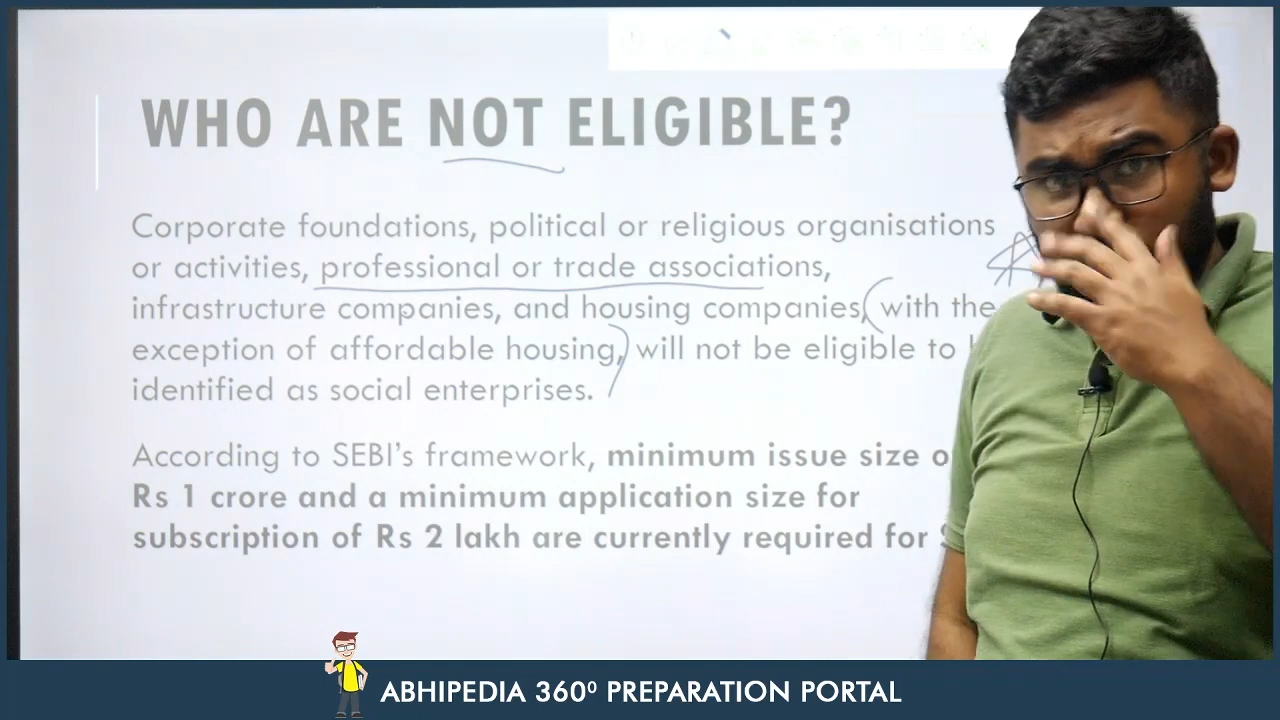 WHO ARE NOT ELIGIBLE?
Corporate foundations, political or religious organisations
or activities, professional or trade associations,
infrastructure companies, and housing companies, with the
exception of affordable housing, will not be eligible to
identified as social enterprises.
According to SEBI's framework, minimum issue size
Rs 1 crore and a minimum application size for
subscription of Rs 2 lakh are currently required for
ABHIPEDIA 360⁰ PREPARATION PORTAL